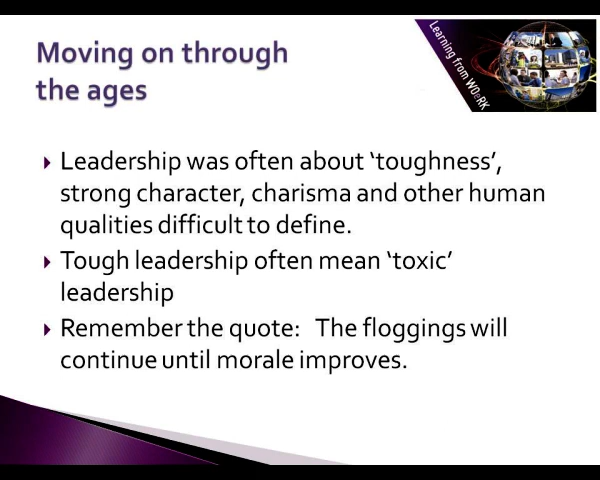 Moving on through
the ages
Learning from WOeRK
Leadership was often about ‘toughness’,
strong character, charisma and other human
qualities difficult to define.
Tough leadership often mean ‘toxic’
leadership
Remember the quote: The floggings will
continue until morale improves.